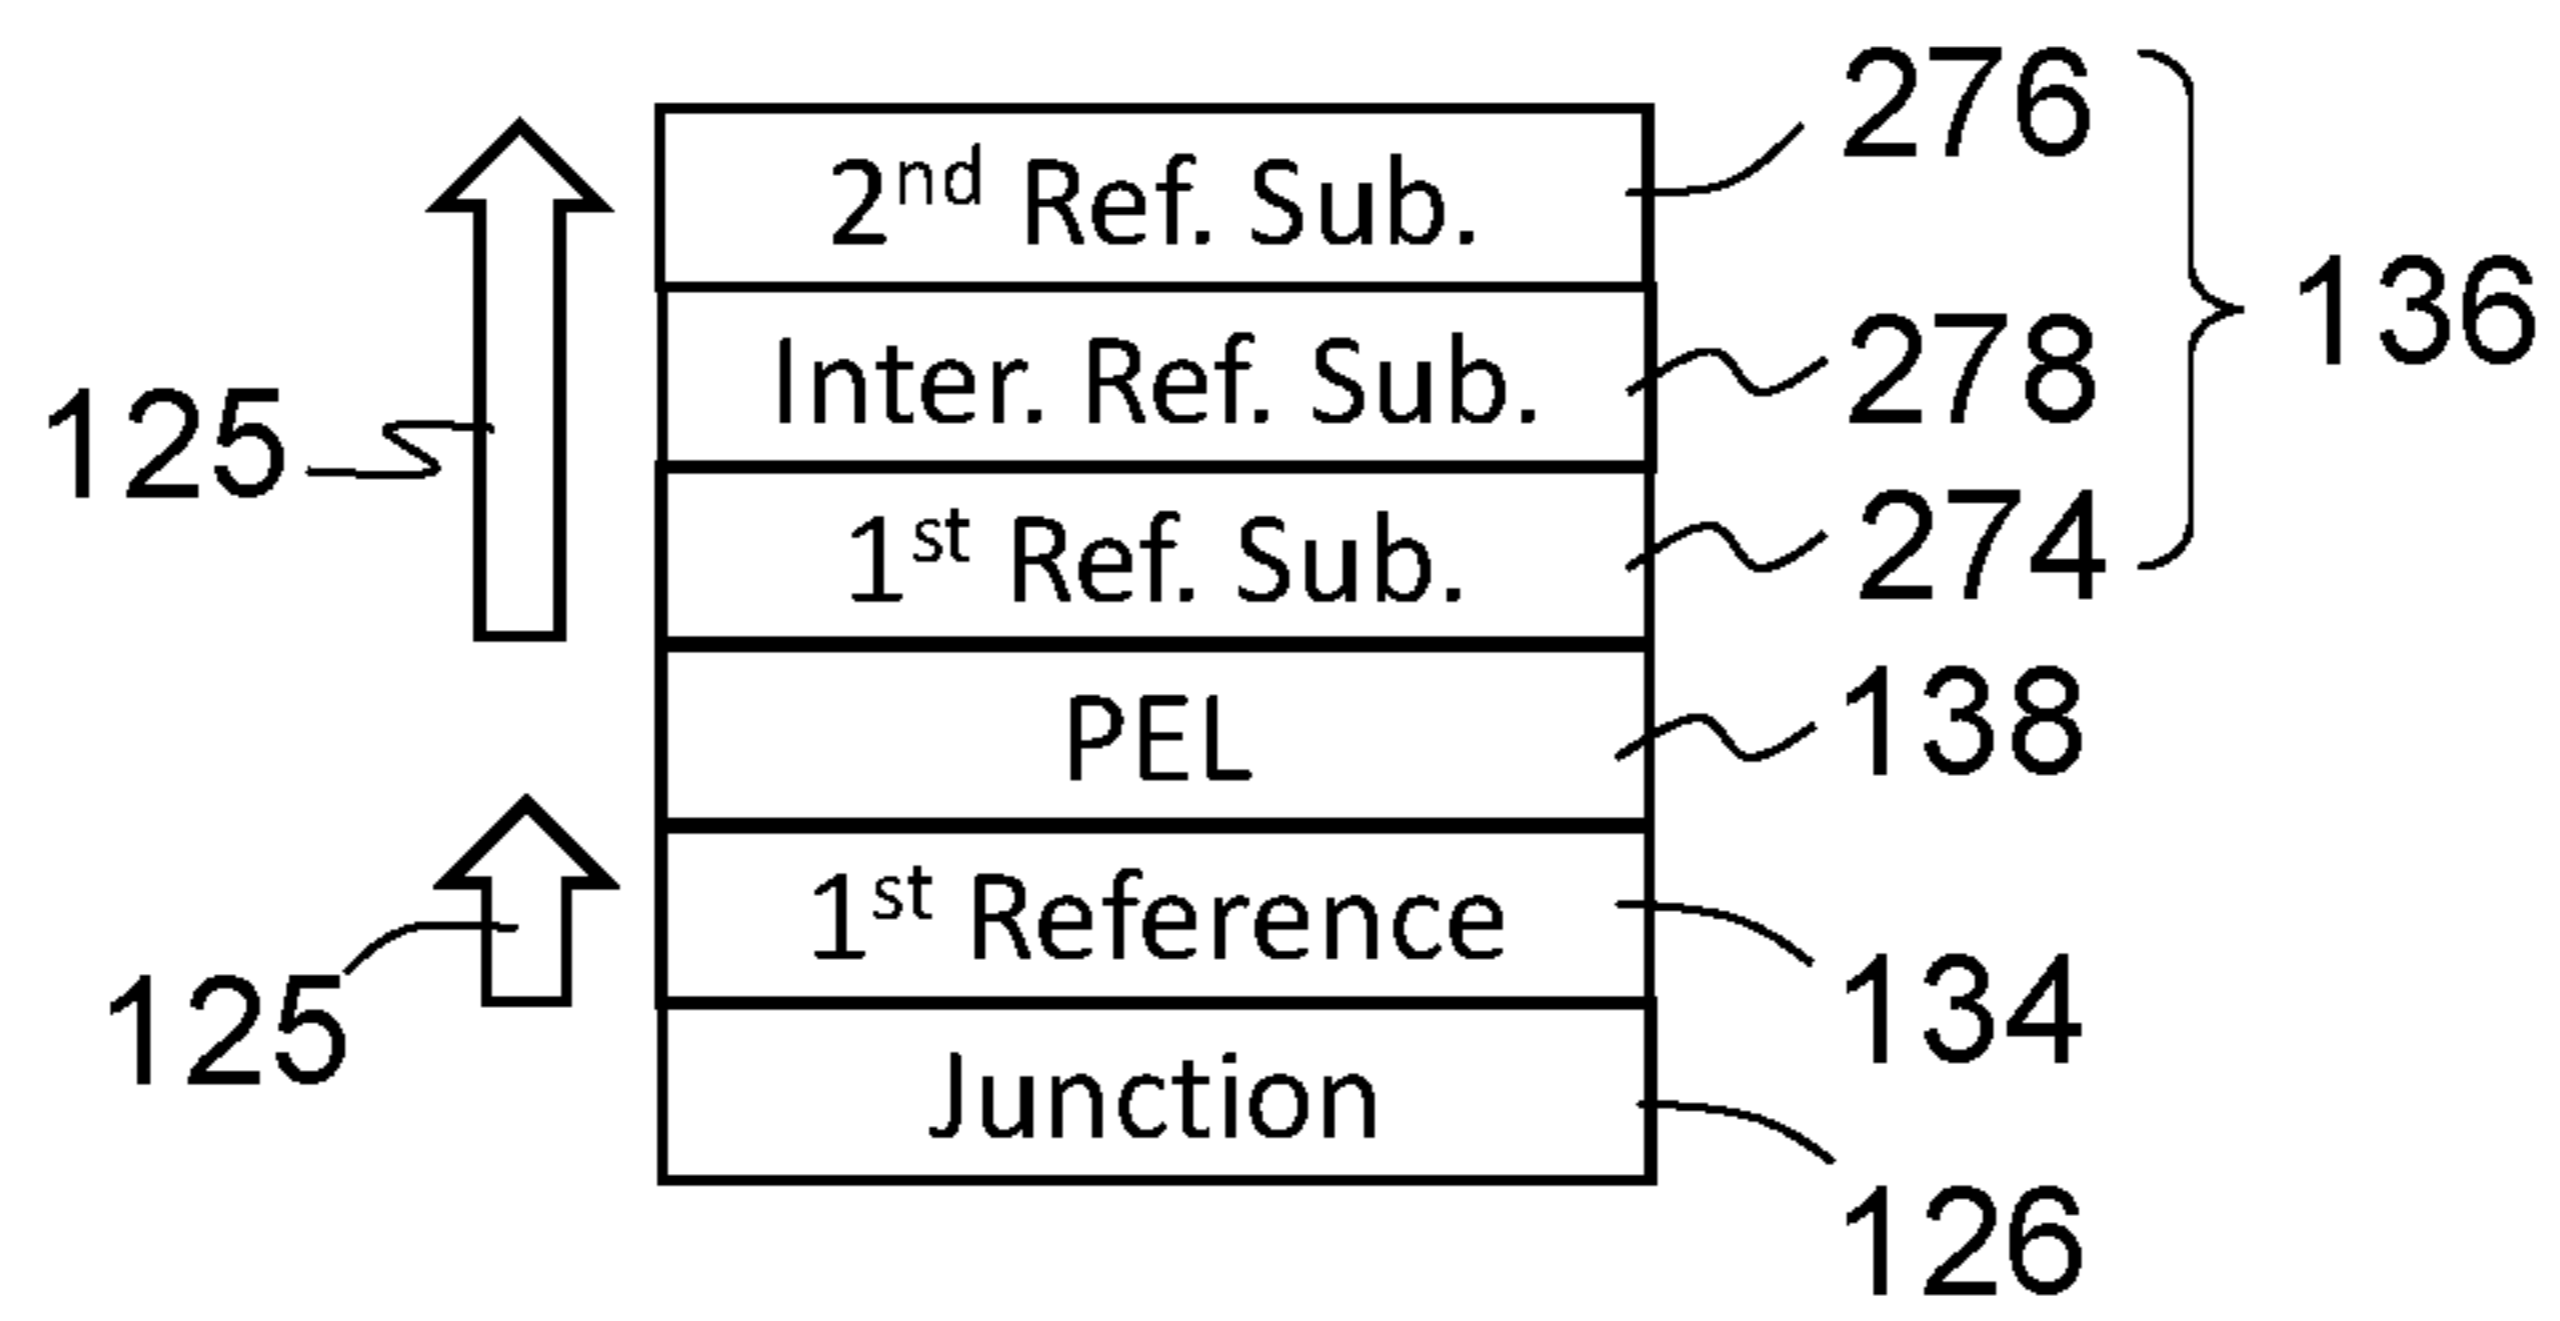 276
2nd Ref. Sub.
136
Inter. Ref. Sub.
278
125
1st Ref. Sub.
274
PEL
138
1st Reference
134
125
Junction
126